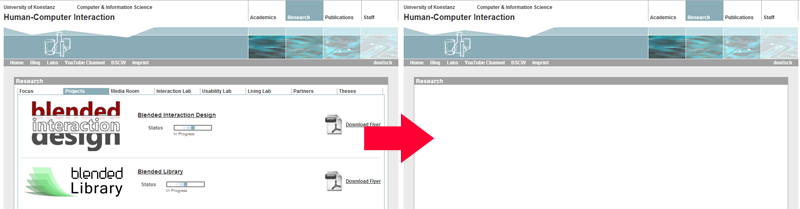 University of Konstanz Computer & Information Science
Human-Computer Interaction
Academics Research Publications Staff
Home Blog Labs YouTube Channel BSCW Imprint deutsch
Research
Focus Projects Media Room Interaction Lab Usability Lab Living Lab Partners Theses
blended
interaction
design
Blended Interaction Design
Status
In Progress
Download Flyer
blended
Library
Blended Library
Status
In Progress
Download Flyer
University of Konstanz Computer & Information Science
Human-Computer Interaction
Academics Research Publications Staff
Home Blog Labs YouTube Channel BSCW Imprint deutsch
Research